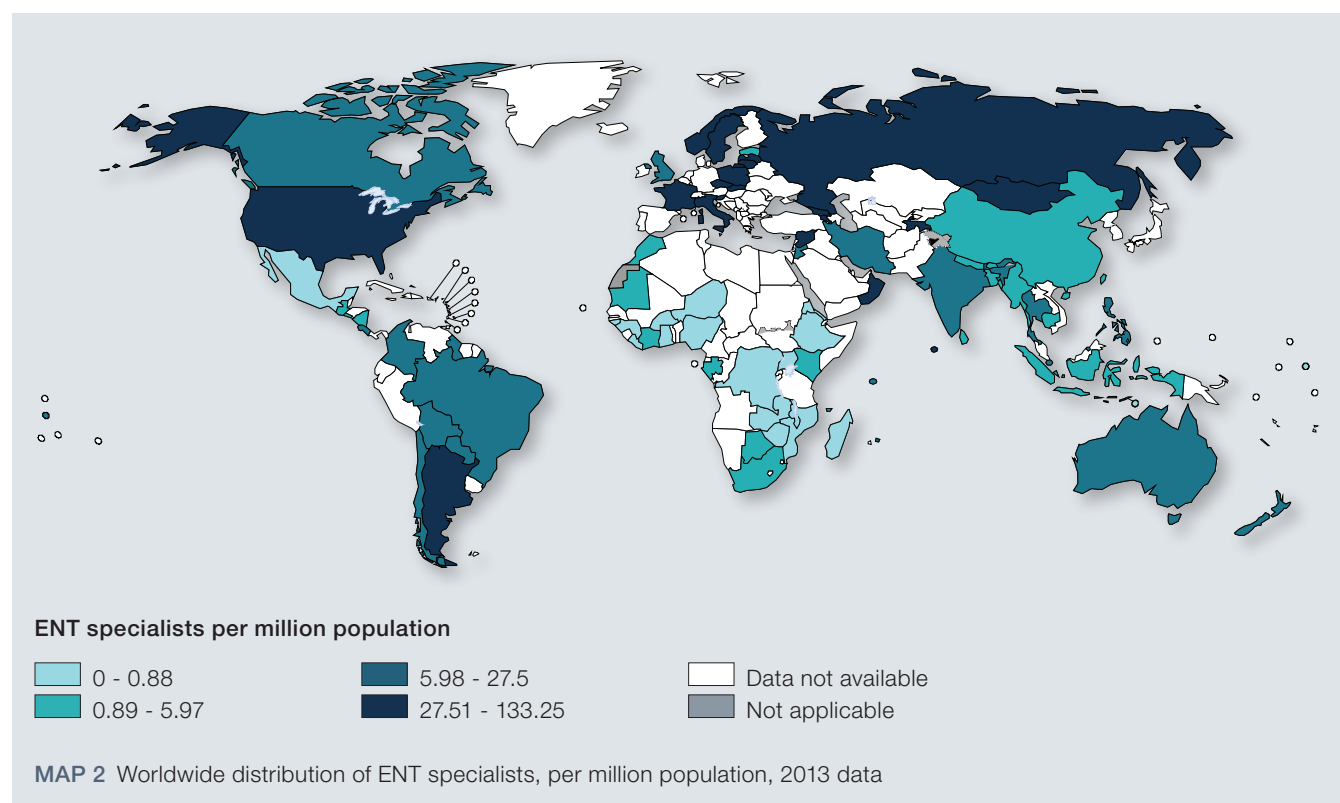 ENT specialists per million population
0 - 0.88
0.89 - 5.97
5.98 - 27.5
27.51 - 133.25
Data not available
Not applicable
MAP 2 Worldwide distribution of ENT specialists, per million population, 2013 data